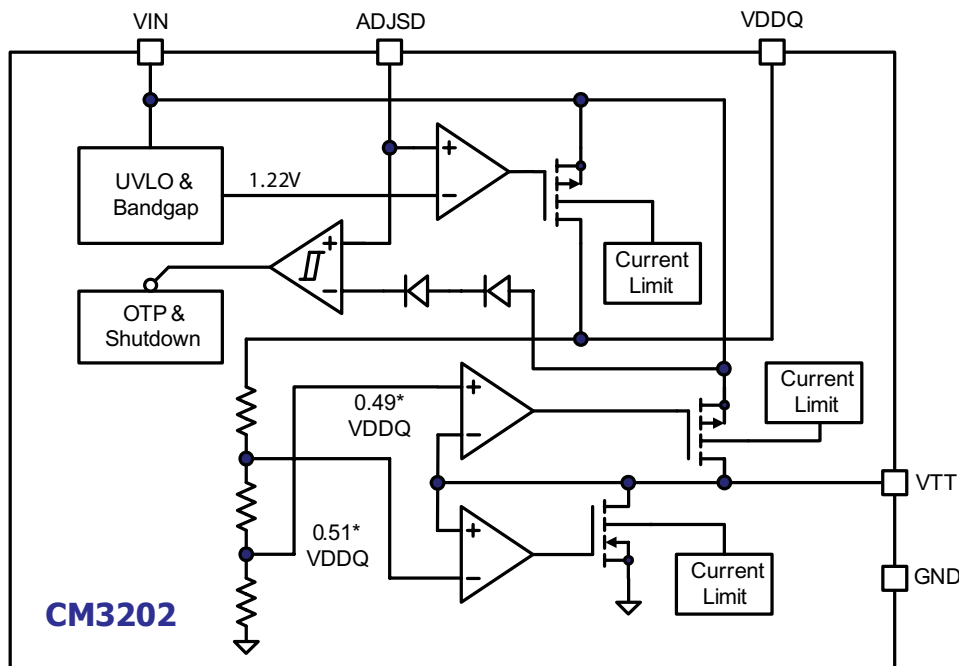 VIN
ADJSD
VDDQ
UVLO &
Bandgap
1.22V
+
−
Current
Limit
+
−
OTP &
Shutdown
Current
Limit
0.49*
VDDQ
+
−
VTT
0.51*
VDDQ
+
−
Current
Limit
GND
CM3202